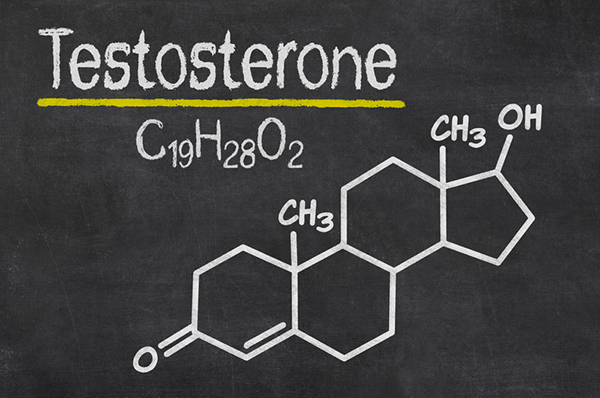 Testosterone
C19H28O2
CH3
OH
CH3
O